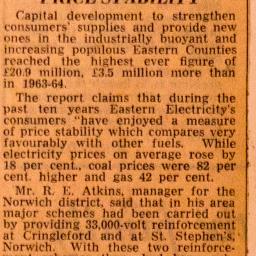 PRICE STABILITY
Capital development to strengthen
consumers' supplies and provide new
ones in the industrially buoyant and
increasing populous Eastern Counties
reached the highest ever figure of
£20.9 million, £3.5 million more than
in 1963-64.
The report claims that during the
past ten years Eastern Electricity's
consumers "have enjoyed a measure
of price stability which compares very
favourably with other fuels. While
electricity prices on average rose by
18 per cent., coal prices were 82 per
cent. higher and gas 42 per cent.
Mr. R. E. Atkins, manager for the
Norwich district, said that in his area
major schemes had been carried out
by providing 33,000-volt reinforcement
at Cringleford and at St. Stephen's,
Norwich. With these two reinforce-